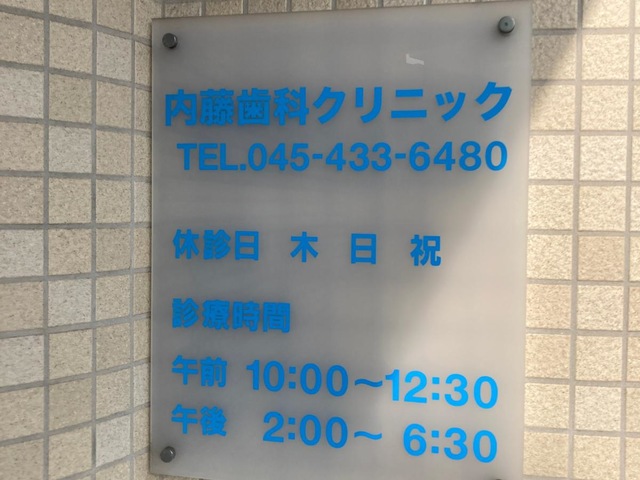 内藤歯科クリニック
TEL.045-433-6480
休診日 木 日 祝
診療時間
午前 10:00〜12:30
午後 2:00〜 6:30